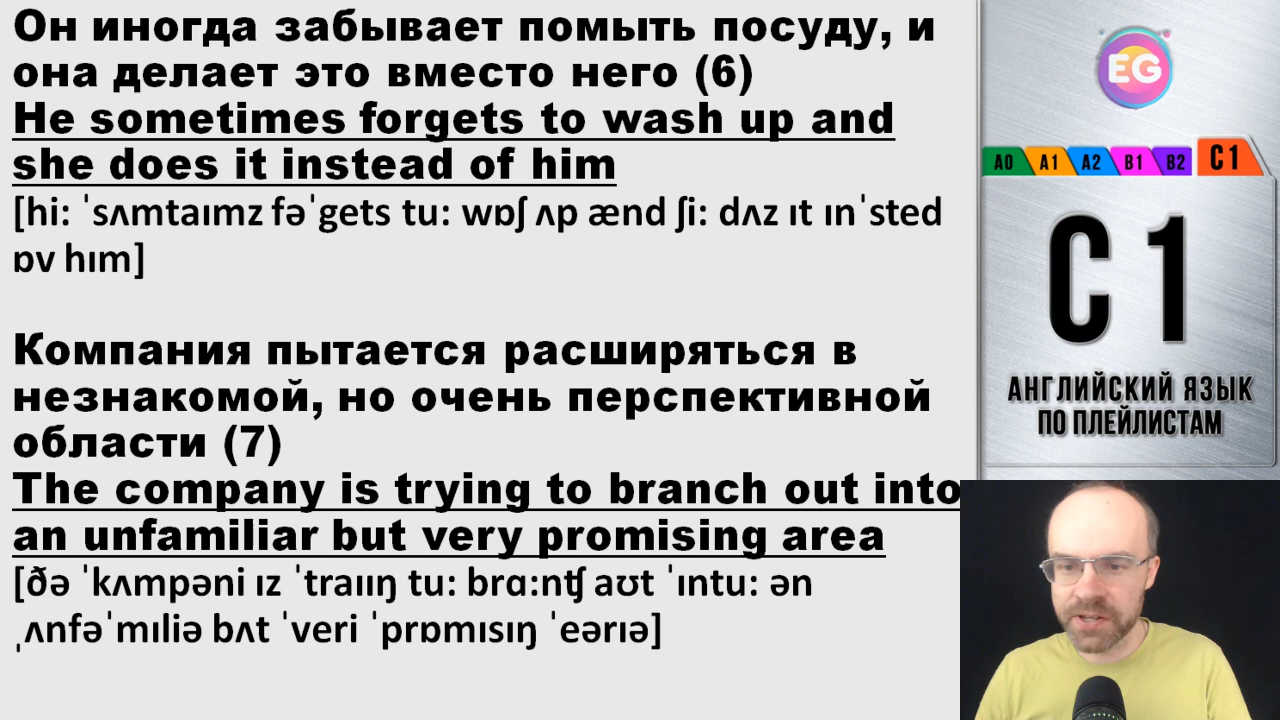 Он иногда забывает помыть посуду, и
она делает это вместо него (6)
He sometimes forgets to wash up and
she does it instead of him
[hi: ˈsʌmtaɪmz fəˈgets tu: wɒʃ ʌp ænd ʃi: dʌz ɪt ɪnˈsted
ɒv hɪm]
Компания пытается расширяться в
незнакомой, но очень перспективной
области (7)
The company is trying to branch out into
an unfamiliar but very promising area
[ðə ˈkʌmpəni ɪz ˈtraɪɪŋ tu: brɑ:nʧ aʊt ˈɪntu: ən
ˌʌnfəˈmɪliə bʌt ˈveri ˈprɒmɪsɪŋ ˈeərɪə]
EG
A0 A1 A2 B1 B2 C1
C1
АНГЛИЙСКИЙ ЯЗЫК
ПО ПЛЕЙЛИСТАМ